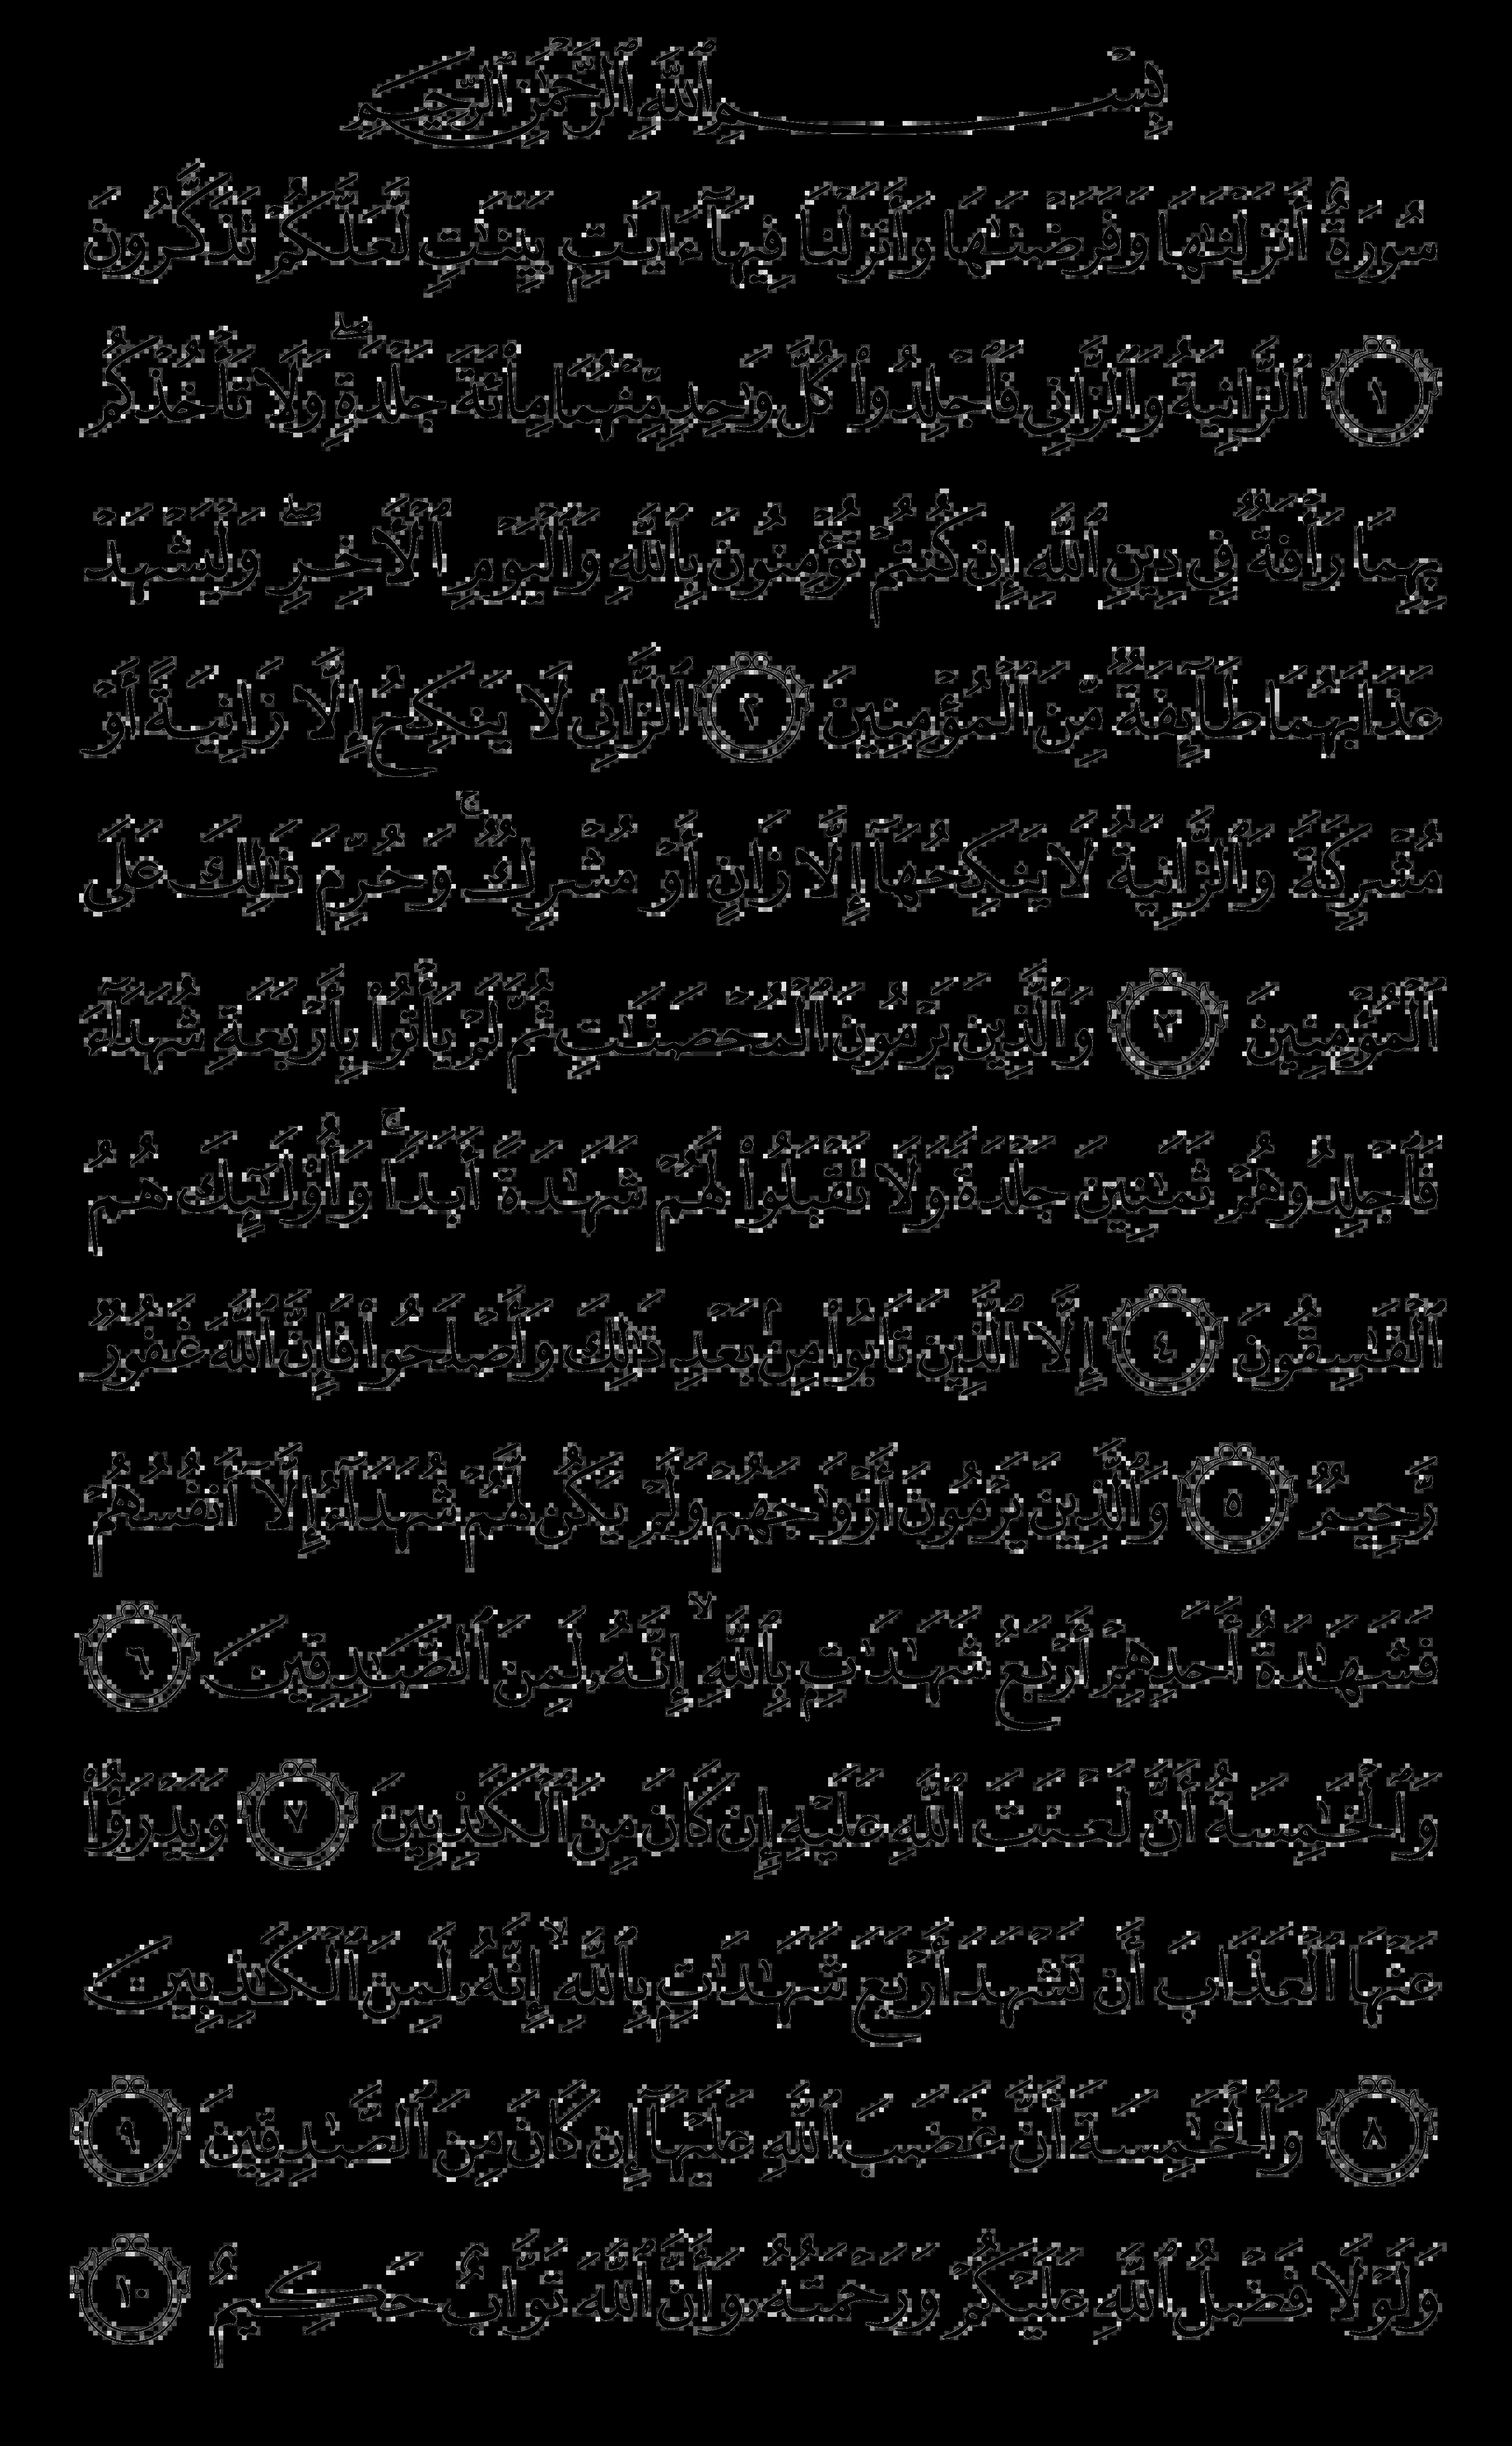 بِسْمِ ٱللَّهِ ٱلرَّحْمَٰنِ ٱلرَّحِيمِ
سُورَةٌ أَنزَلْنَٰهَا وَفَرَضْنَٰهَا وَأَنزَلْنَا فِيهَآ ءَايَٰتٍۭ بَيِّنَٰتٍ لَّعَلَّكُمْ تَذَكَّرُونَ
١ ٱلزَّانِيَةُ وَٱلزَّانِى فَٱجْلِدُوا۟ كُلَّ وَٰحِدٍ مِّنْهُمَا مِا۟ئَةَ جَلْدَةٍ ۖ وَلَا تَأْخُذْكُم
بِهِمَا رَأْفَةٌ فِى دِينِ ٱللَّهِ إِن كُنتُمْ تُؤْمِنُونَ بِٱللَّهِ وَٱلْيَوْمِ ٱلْءَاخِرِ ۖ وَلْيَشْهَدْ
عَذَابَهُمَا طَآئِفَةٌ مِّنَ ٱلْمُؤْمِنِينَ ٢ ٱلزَّانِى لَا يَنكِحُ إِلَّا زَانِيَةً أَوْ
مُشْرِكَةً وَٱلزَّانِيَةُ لَا يَنكِحُهَآ إِلَّا زَانٍ أَوْ مُشْرِكٌ ۚ وَحُرِّمَ ذَٰلِكَ عَلَى
ٱلْمُؤْمِنِينَ ٣ وَٱلَّذِينَ يَرْمُونَ ٱلْمُحْصَنَٰتِ ثُمَّ لَمْ يَأْتُوا۟ بِأَرْبَعَةِ شُهَدَآءَ
فَٱجْلِدُوهُمْ ثَمَٰنِينَ جَلْدَةً وَلَا تَقْبَلُوا۟ لَهُمْ شَهَٰدَةً أَبَدًا ۚ وَأُو۟لَٰٓئِكَ هُمُ
ٱلْفَٰسِقُونَ ٤ إِلَّا ٱلَّذِينَ تَابُوا۟ مِنۢ بَعْدِ ذَٰلِكَ وَأَصْلَحُوا۟ فَإِنَّ ٱللَّهَ غَفُورٌ
رَّحِيمٌ ٥ وَٱلَّذِينَ يَرْمُونَ أَزْوَٰجَهُمْ وَلَمْ يَكُن لَّهُمْ شُهَدَآءُ إِلَّآ أَنفُسُهُمْ
فَشَهَٰدَةُ أَحَدِهِمْ أَرْبَعُ شَهَٰدَٰتٍۭ بِٱللَّهِ ۙ إِنَّهُۥ لَمِنَ ٱلصَّٰدِقِينَ ٦
وَٱلْخَٰمِسَةُ أَنَّ لَعْنَتَ ٱللَّهِ عَلَيْهِ إِن كَانَ مِنَ ٱلْكَٰذِبِينَ ٧ وَيَدْرَؤُا۟
عَنْهَا ٱلْعَذَابَ أَن تَشْهَدَ أَرْبَعَ شَهَٰدَٰتٍۭ بِٱللَّهِ ۙ إِنَّهُۥ لَمِنَ ٱلْكَٰذِبِينَ
٨ وَٱلْخَٰمِسَةَ أَنَّ غَضَبَ ٱللَّهِ عَلَيْهَآ إِن كَانَ مِنَ ٱلصَّٰدِقِينَ ٩
وَلَوْلَا فَضْلُ ٱللَّهِ عَلَيْكُمْ وَرَحْمَتُهُۥ وَأَنَّ ٱللَّهَ تَوَّابٌ حَكِيمٌ ١٠